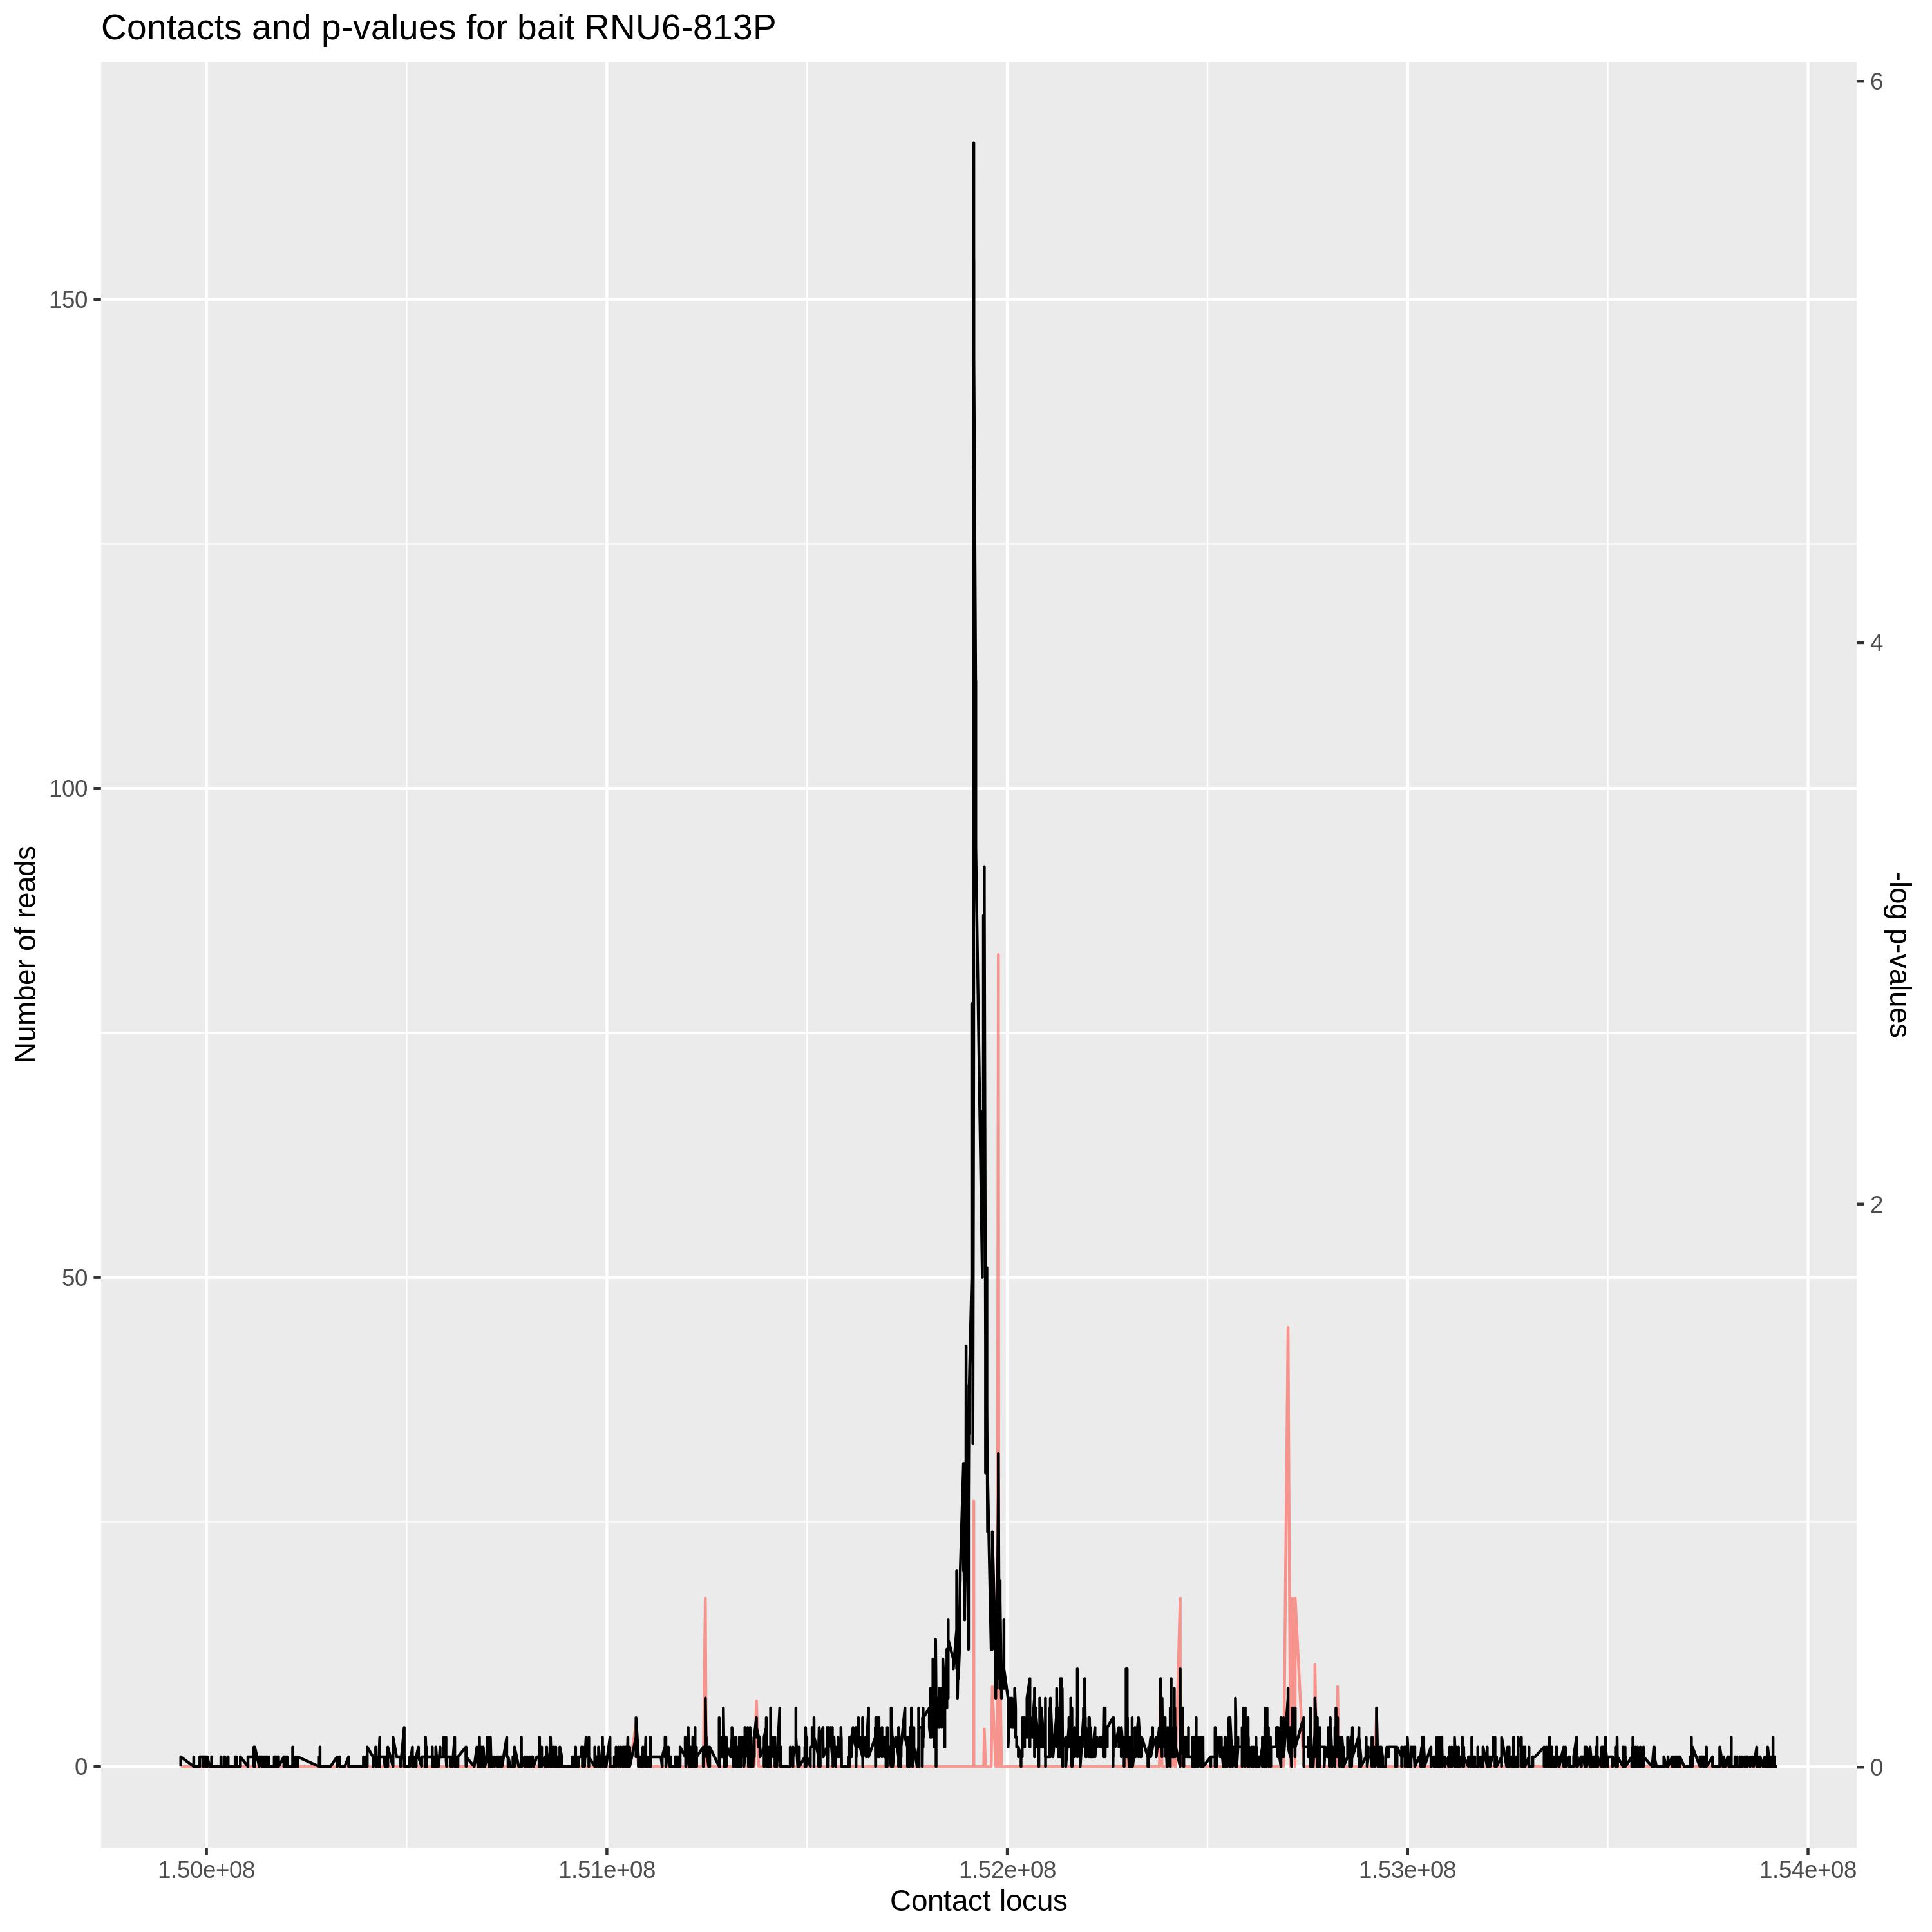 Contacts and p-values for bait RNU6-813P
6
150
4
100
Number of reads
-log p-values
2
50
0
0
1.50e+08
1.51e+08
1.52e+08
1.53e+08
1.54e+08
Contact locus